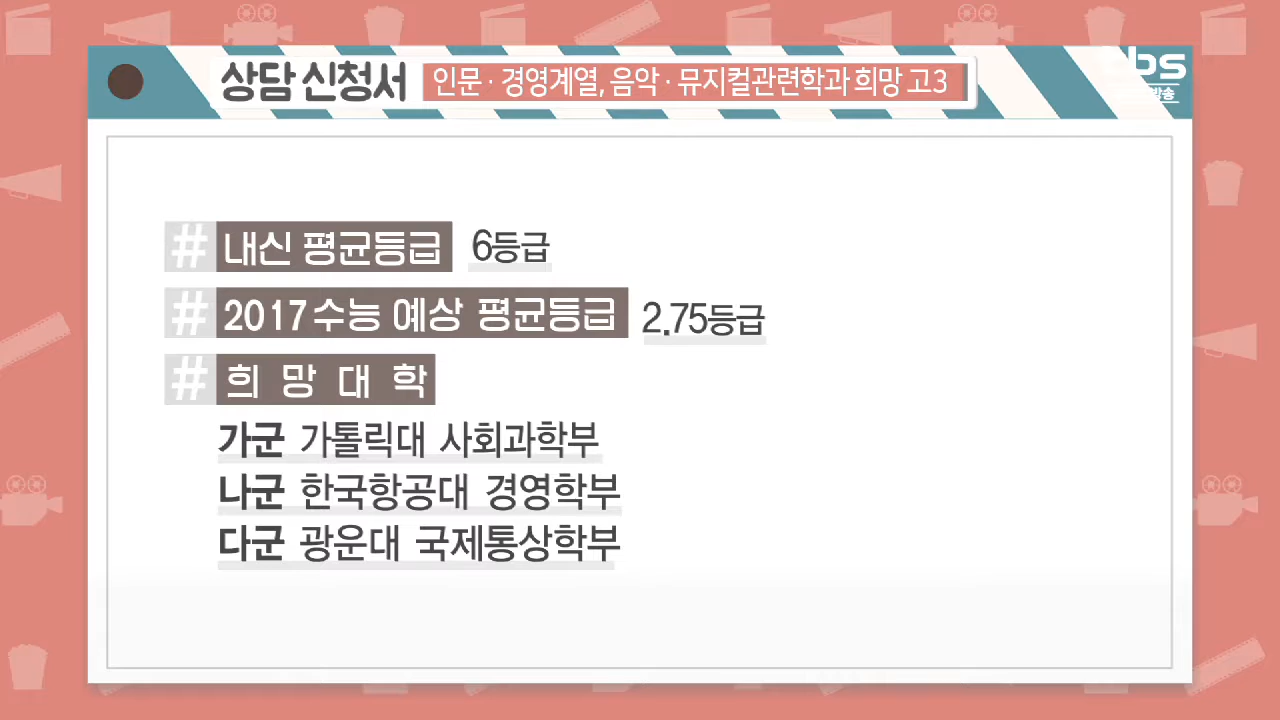 상담 신청서 인문·경영계열, 음악·뮤지컬관련학과 희망 고3
tbs
# 내신 평균등급 6등급
# 2017 수능 예상 평균등급 2.75등급
# 희 망 대 학
가군 가톨릭대 사회과학부
나군 한국항공대 경영학부
다군 광운대 국제통상학부